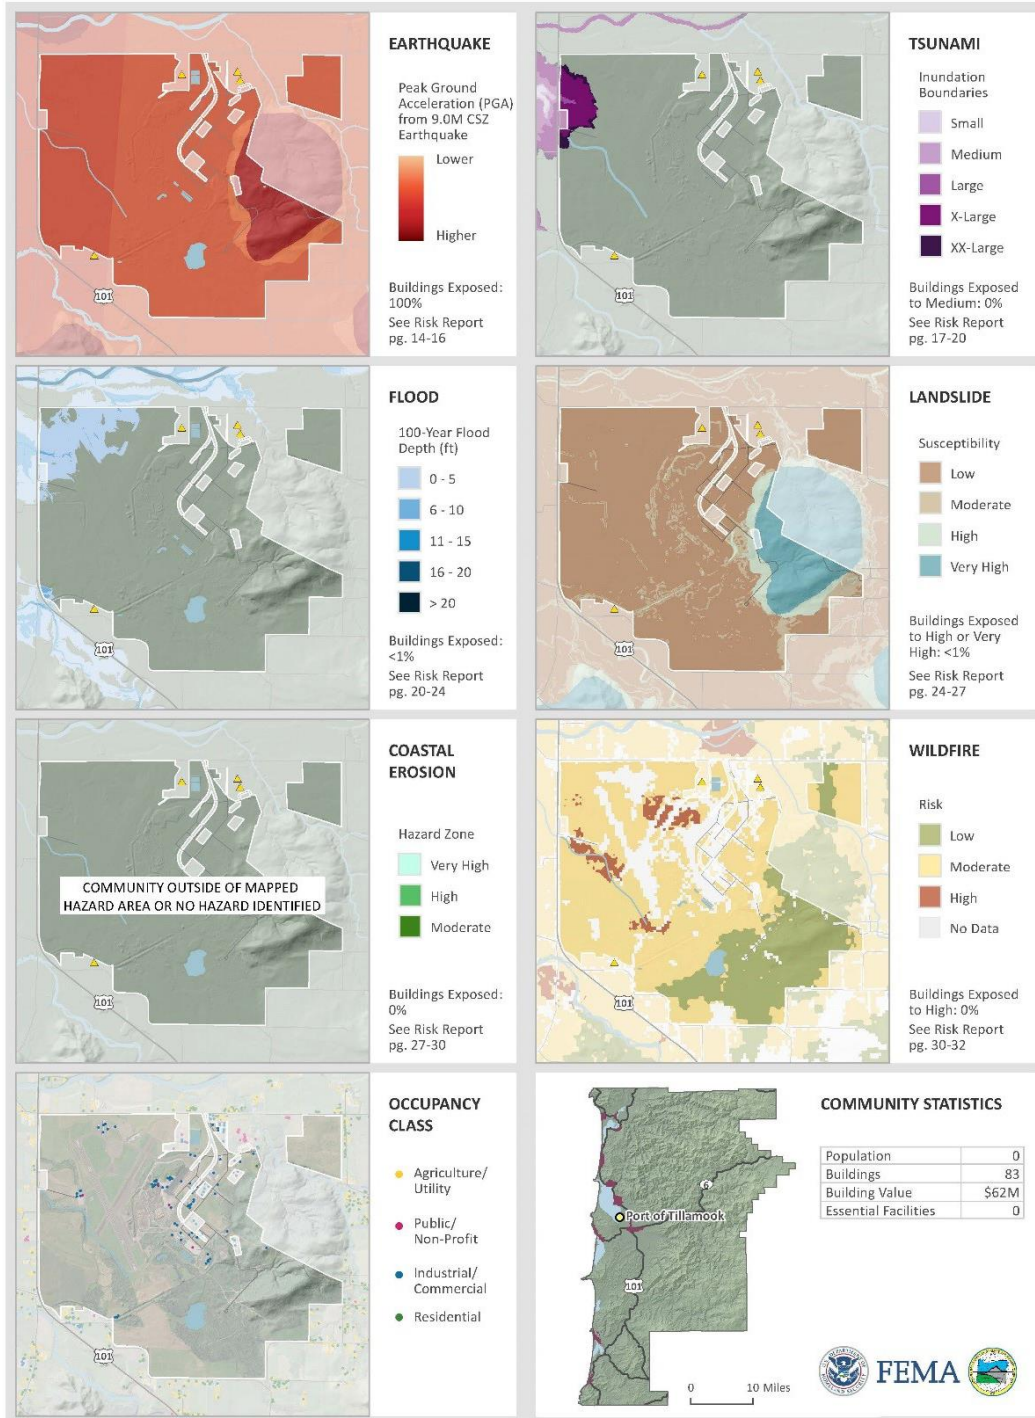 EARTHQUAKE
Peak Ground
Acceleration (PGA)
from 9.0M CSZ
Earthquake
Lower
Higher
Buildings Exposed:
100%
See Risk Report
pg. 14-16
101
TSUNAMI
Inundation
Boundaries
Small
Medium
Large
X-Large
XX-Large
Buildings Exposed
to Medium: 0%
See Risk Report
pg. 17-20
101
FLOOD
100-Year Flood
Depth (ft)
0 - 5
6 - 10
11 - 15
16 - 20
> 20
Buildings Exposed:
<1%
See Risk Report
pg. 20-24
101
LANDSLIDE
Susceptibility
Low
Moderate
High
Very High
Buildings Exposed
to High or Very
High: <1%
See Risk Report
pg. 24-27
101
COASTAL
EROSION
Hazard Zone
Very High
High
Moderate
COMMUNITY OUTSIDE OF MAPPED
HAZARD AREA OR NO HAZARD IDENTIFIED
Buildings Exposed:
0%
See Risk Report
pg. 27-30
101
WILDFIRE
Risk
Low
Moderate
High
No Data
Buildings Exposed
to High: 0%
See Risk Report
pg. 30-32
101
OCCUPANCY
CLASS
Agriculture/
Utility
Public/
Non-Profit
Industrial/
Commercial
Residential
101
COMMUNITY STATISTICS
Population 0
Buildings 83
Building Value $62M
Essential Facilities 0
6
Port of Tillamook
101
0 10 Miles
FEMA